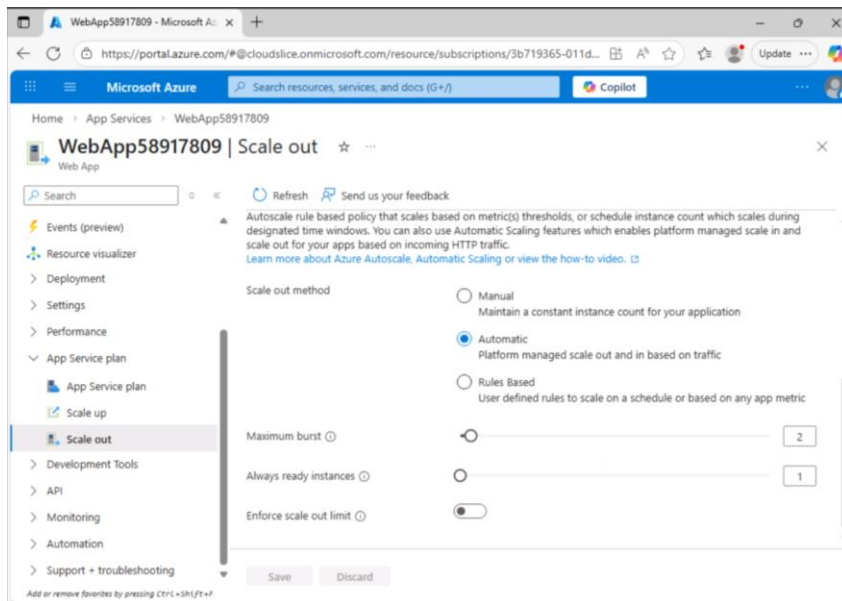 WebApp58917809 - Microsoft Az
https://portal.azure.com/#@cloudslice.onmicrosoft.com/resource/subscriptions/3b719365-011d...
Update
Microsoft Azure
Search resources, services, and docs (G+/)
Copilot
Home > App Services > WebApp58917809
WebApp58917809 | Scale out
Web App
Search
Refresh
Send us your feedback
Events (preview)
Resource visualizer
Deployment
Settings
Performance
App Service plan
App Service plan
Scale up
Scale out
Development Tools
API
Monitoring
Automation
Support + troubleshooting
Add or remove favorites by pressing Ctrl+Shift+F
Autoscale rule based policy that scales based on metric(s) thresholds, or schedule instance count which scales during
designated time windows. You can also use Automatic Scaling features which enables platform managed scale in and
scale out for your apps based on incoming HTTP traffic.
Learn more about Azure Autoscale, Automatic Scaling or view the how-to video.
Scale out method
Manual
Maintain a constant instance count for your application
Automatic
Platform managed scale out and in based on traffic
Rules Based
User defined rules to scale on a schedule or based on any app metric
Maximum burst
2
Always ready instances
1
Enforce scale out limit
Save
Discard